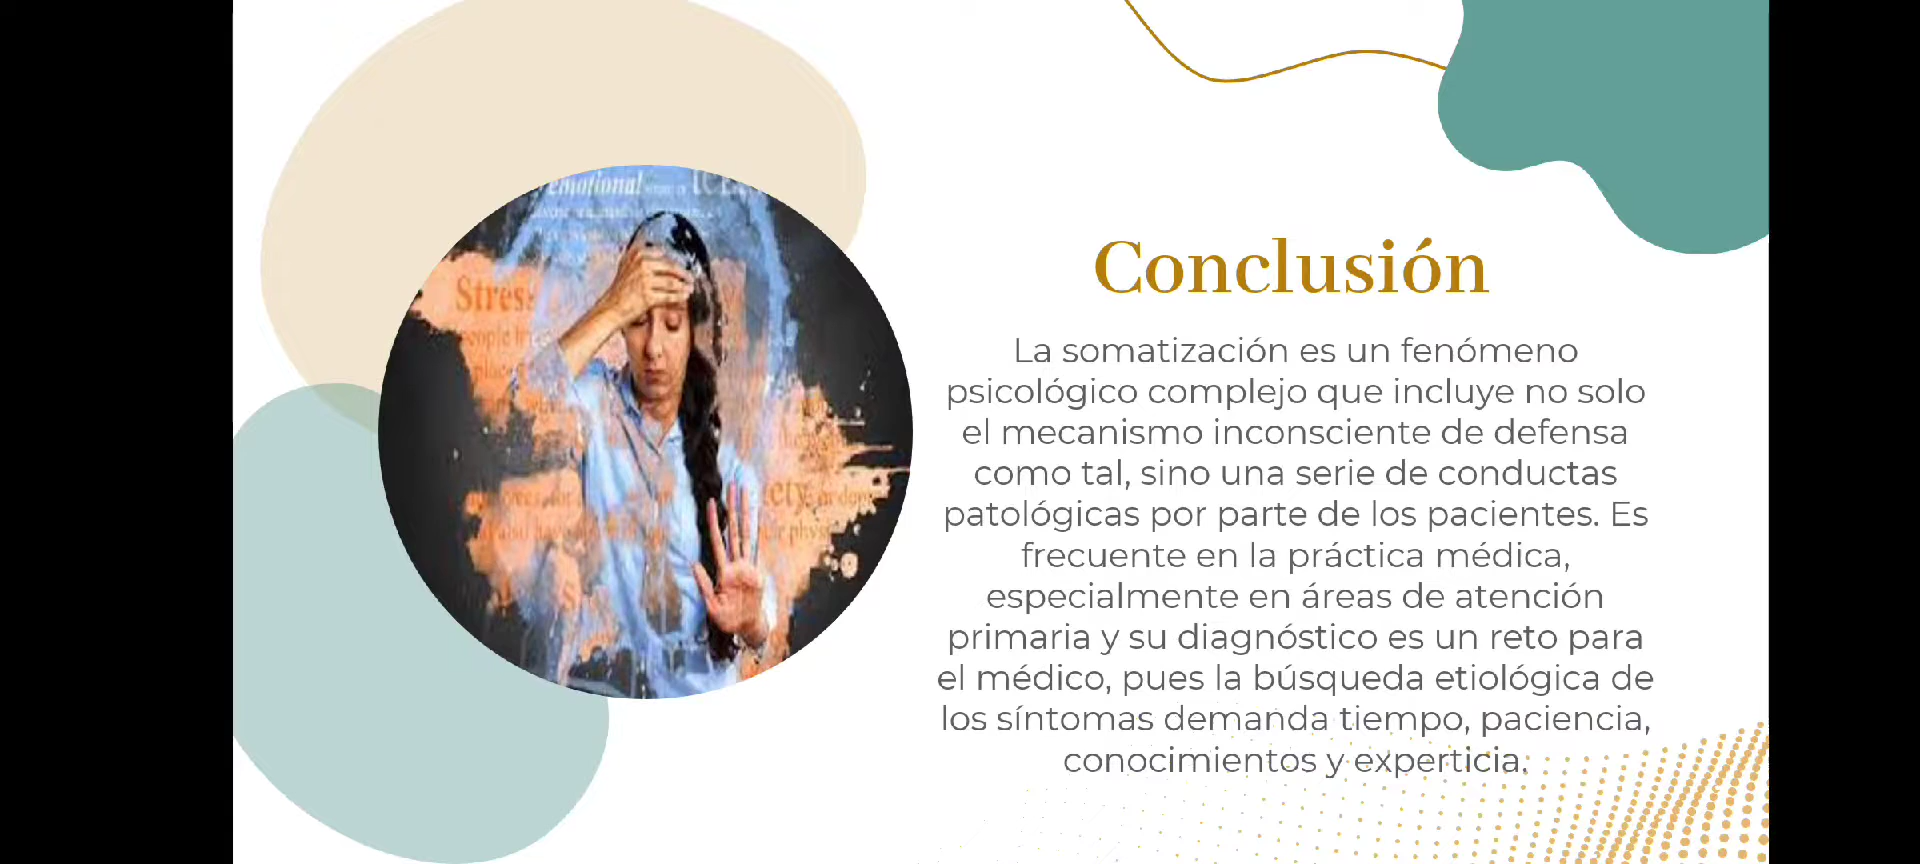 emotional
Stres
Conclusión
La somatización es un fenómeno
psicológico complejo que incluye no solo
el mecanismo inconsciente de defensa
como tal, sino una serie de conductas
patológicas por parte de los pacientes. Es
frecuente en la práctica médica,
especialmente en áreas de atención
primaria y su diagnóstico es un reto para
el médico, pues la búsqueda etiológica de
los síntomas demanda tiempo, paciencia,
conocimientos y experticia.